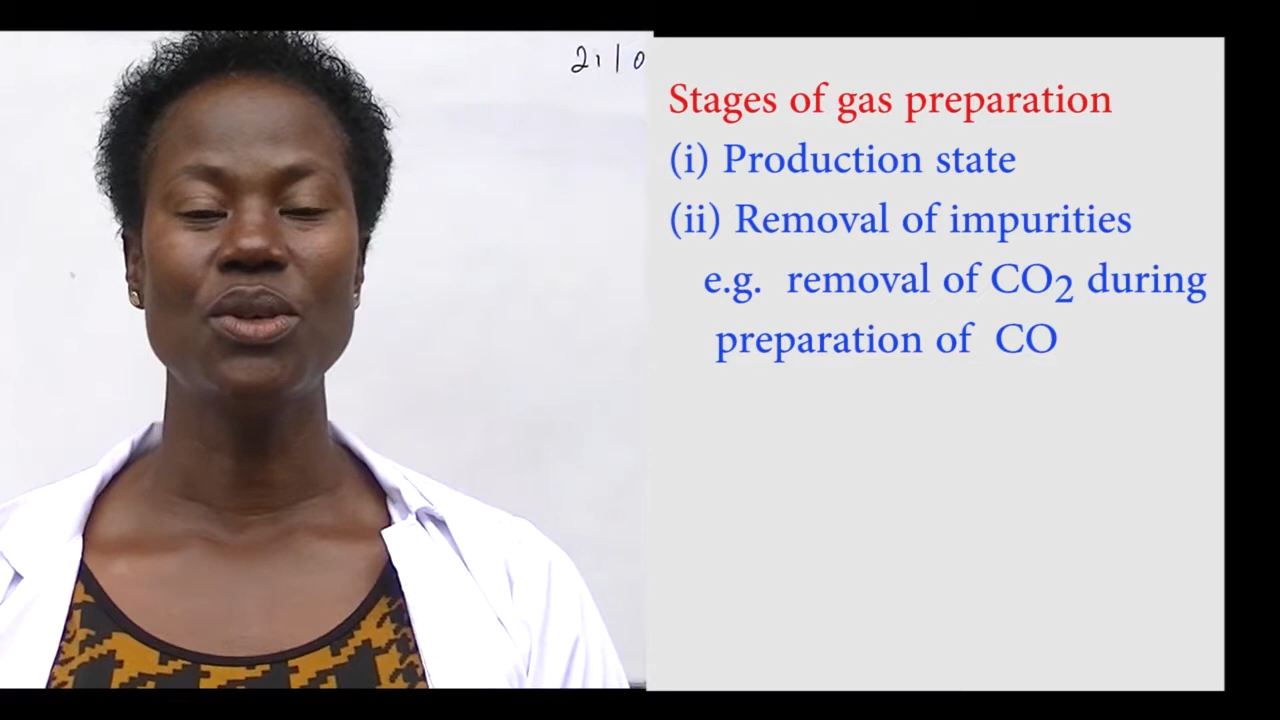 21/0
Stages of gas preparation
(i) Production state
(ii) Removal of impurities
e.g. removal of CO2 during
preparation of CO